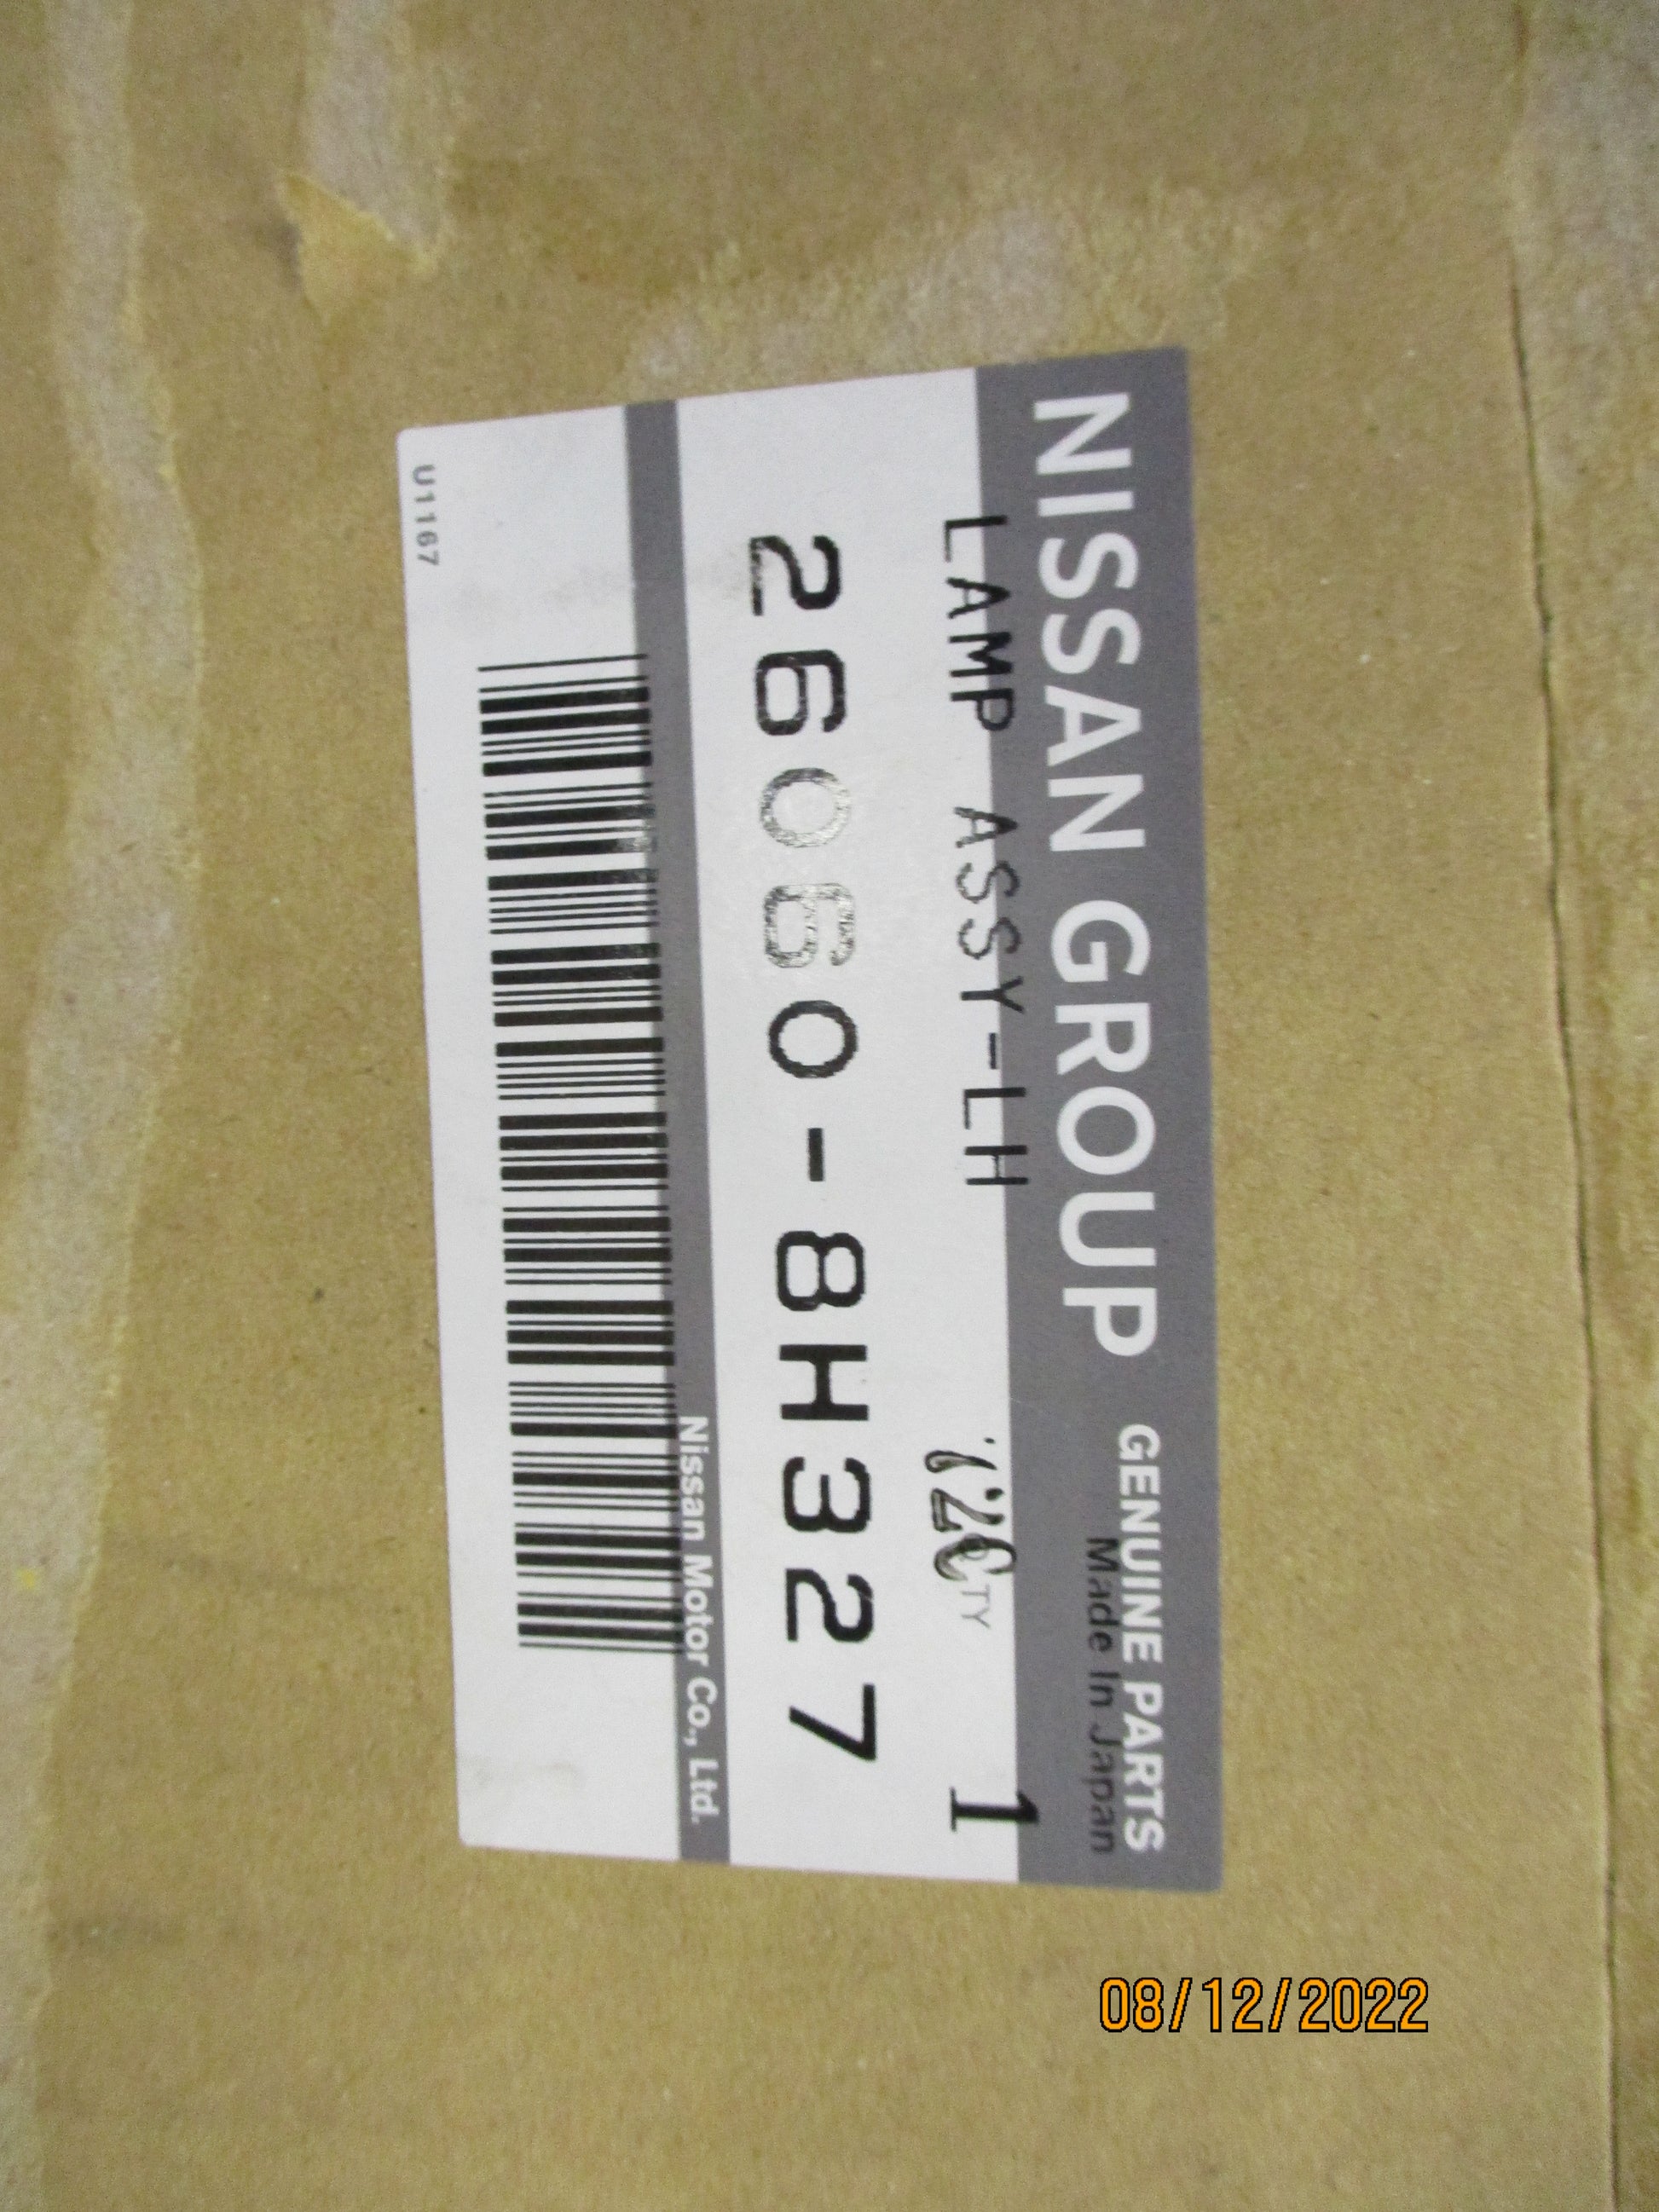 NISSAN GROUP GENUINE PARTS
Made In Japan
LAMP ASSY-LH QTY 1
26060-8H327
Nissan Motor Co., Ltd.
U1167
08/12/2022